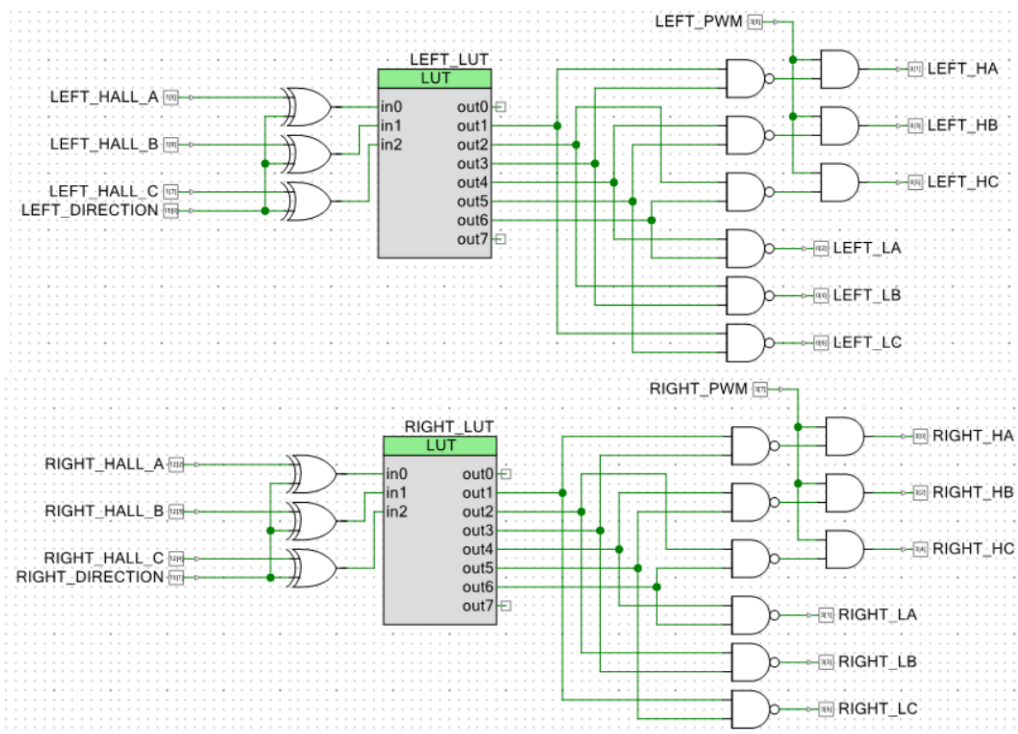 LEFT_PWM
LEFT_LUT
LUT
LEFT_HA
LEFT_HALL_A
in0
out0
in1
out1
LEFT_HB
LEFT_HALL_B
in2
out2
out3
LEFT_HC
LEFT_HALL_C
out4
LEFT_DIRECTION
out5
out6
out7
LEFT_LA
LEFT_LB
LEFT_LC
RIGHT_PWM
RIGHT_LUT
LUT
RIGHT_HA
RIGHT_HALL_A
in0
out0
in1
out1
RIGHT_HB
RIGHT_HALL_B
in2
out2
out3
RIGHT_HC
RIGHT_HALL_C
out4
RIGHT_DIRECTION
out5
out6
out7
RIGHT_LA
RIGHT_LB
RIGHT_LC